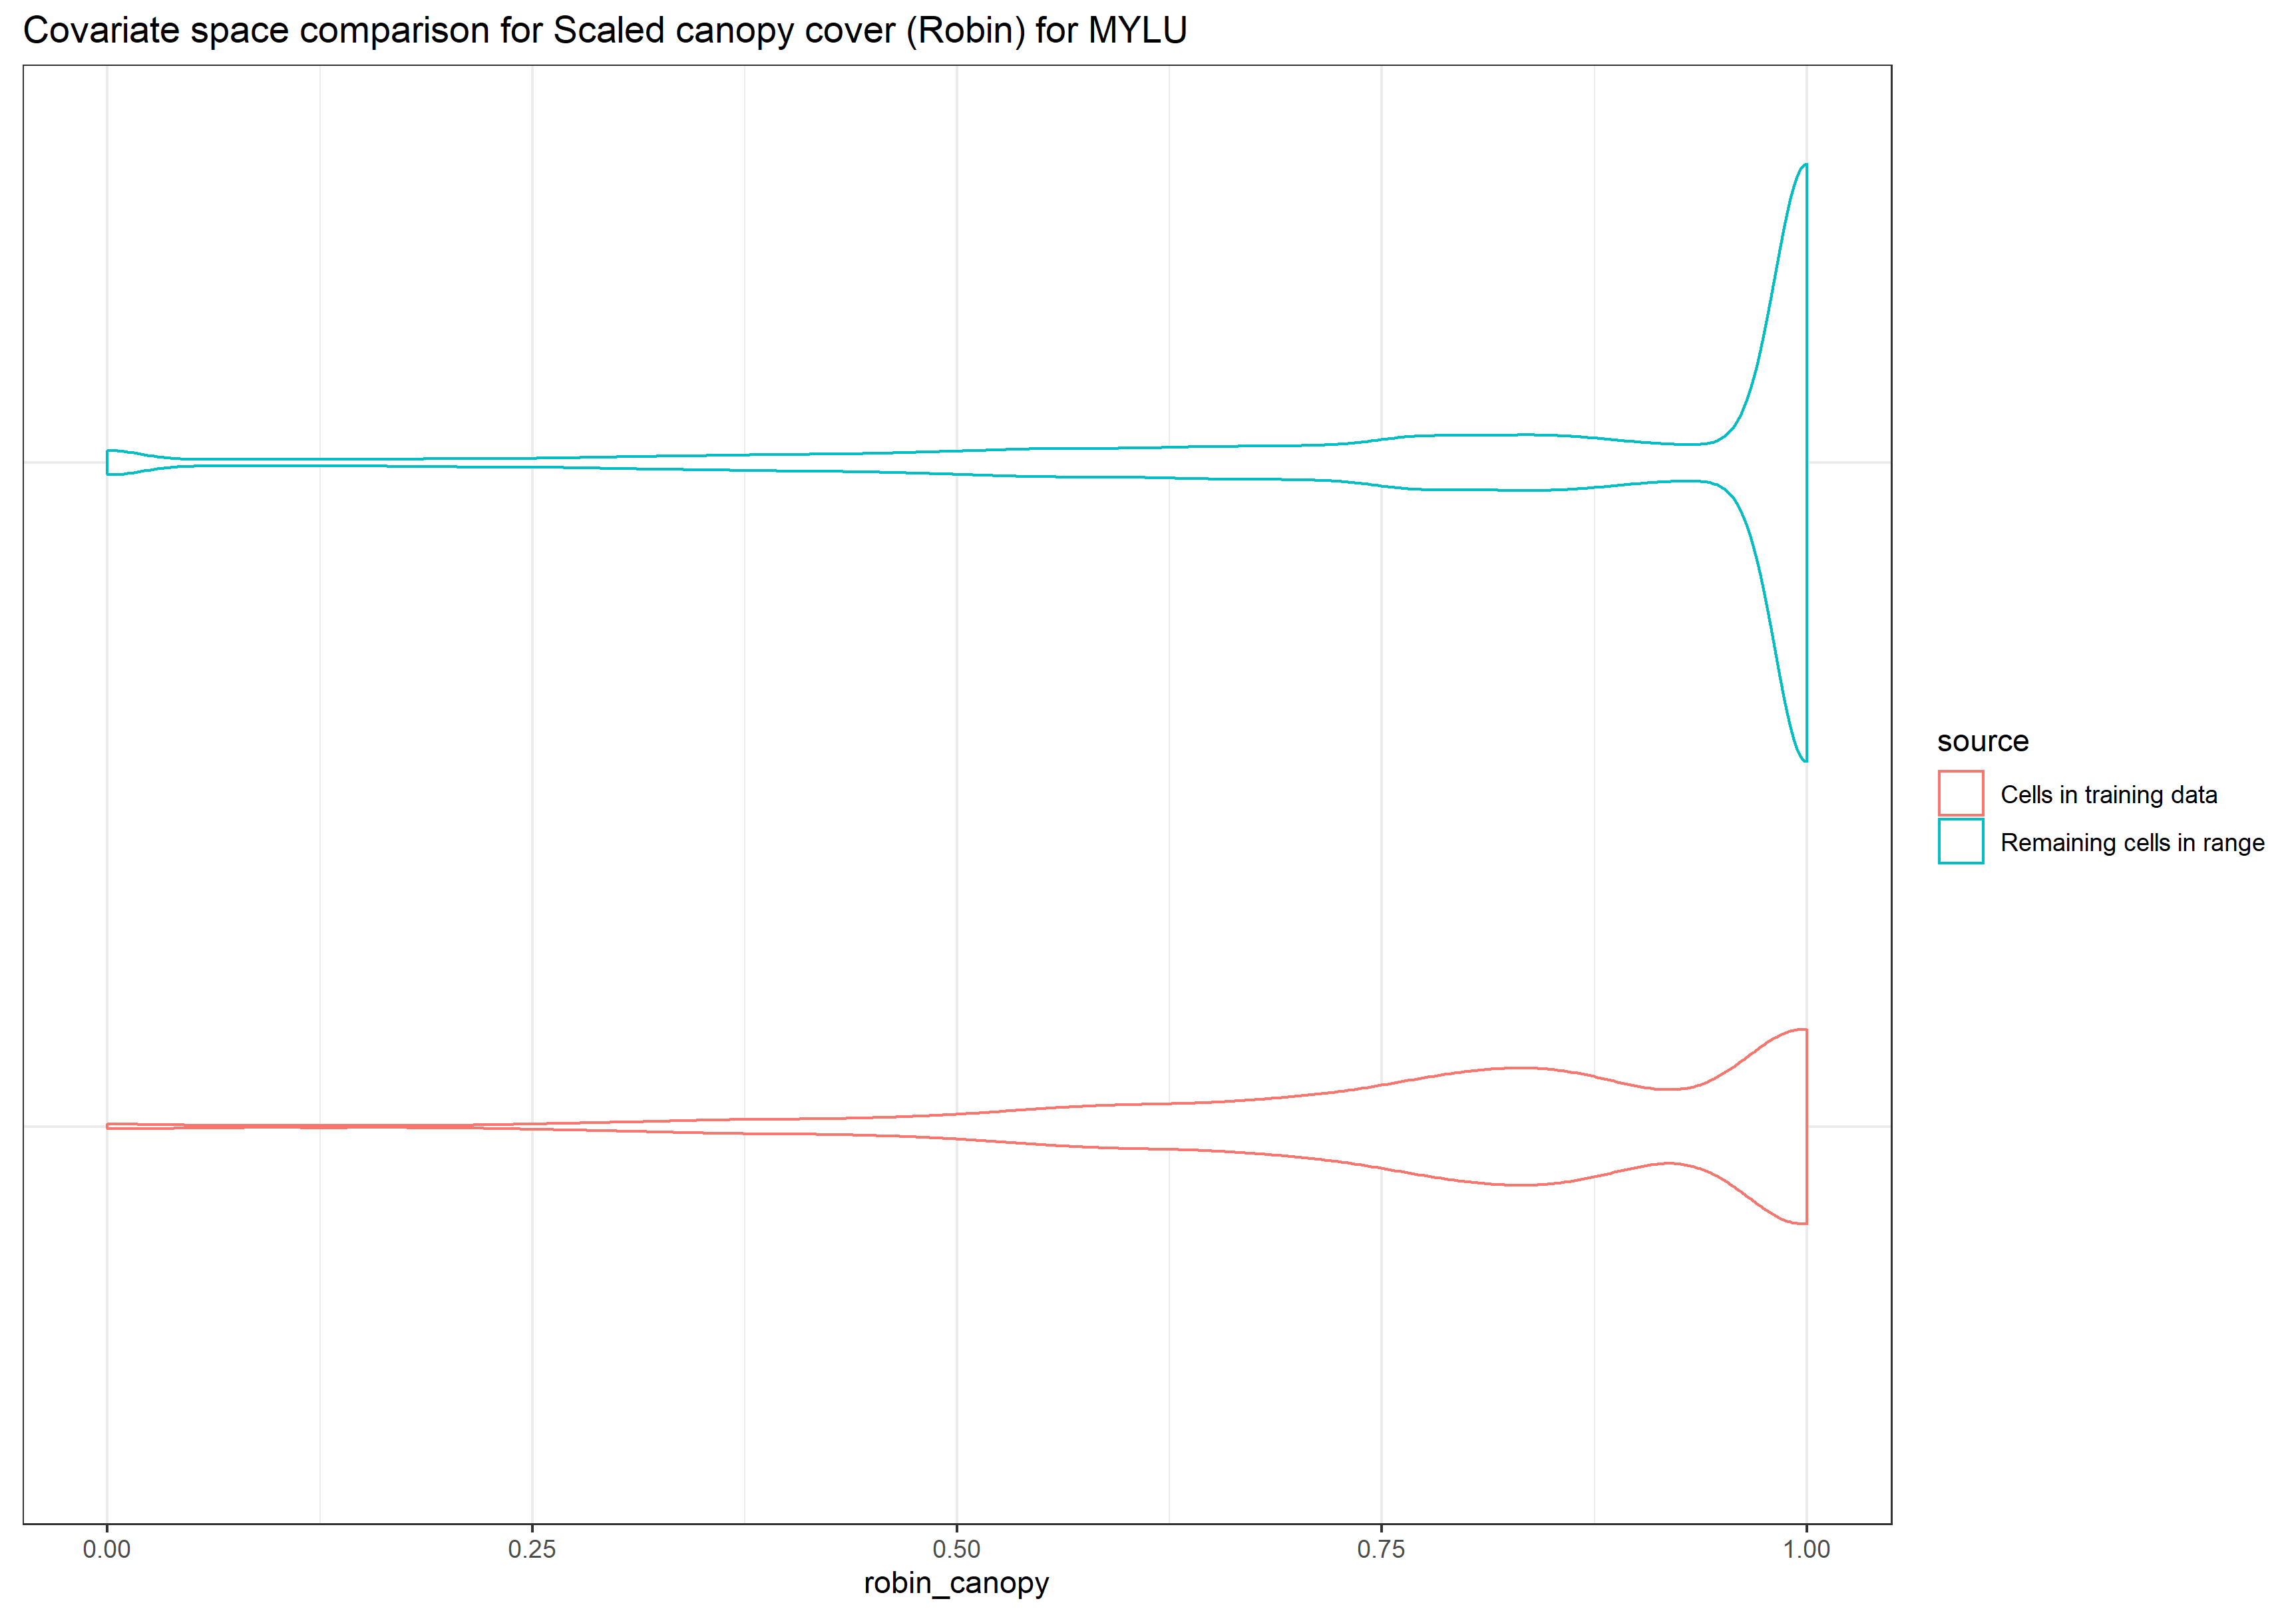 Covariate space comparison for Scaled canopy cover (Robin) for MYLU
source
Cells in training data
Remaining cells in range
0.00 0.25 0.50 0.75 1.00
robin_canopy